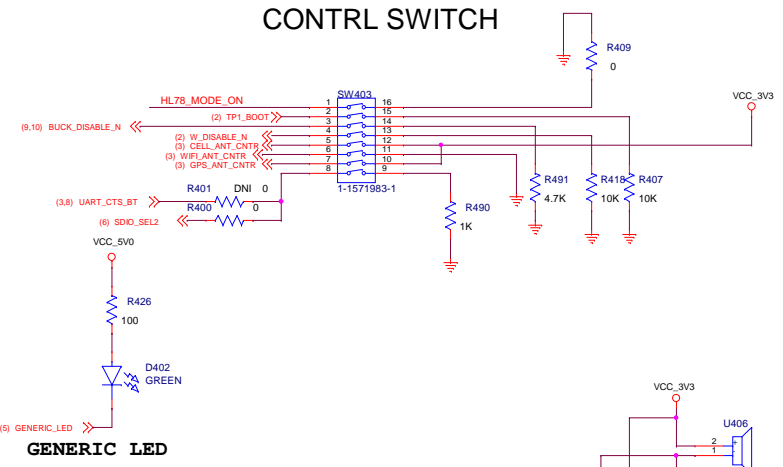 CONTRL SWITCH
R409
0
VCC_3V3
SW403
HL78_MODE_ON
1 16
(2) TP1_BOOT 2 15
(9,10) BUCK_DISABLE_N 3 14
(2) W_DISABLE_N 4 13
(3) CELL_ANT_CNTR 5 12
(3) WIFI_ANT_CNTR 6 11
(3) GPS_ANT_CNTR 7 10
8 9
1-1571983-1
R491
4.7K
R418
10K
R407
10K
R401 DNI 0
(3,8) UART_CTS_BT
R400 0
(6) SDIO_SEL2
R490
1K
VCC_5V0
R426
100
D402
GREEN
(5) GENERIC_LED
GENERIC LED
VCC_3V3
U406
2 +
1 -